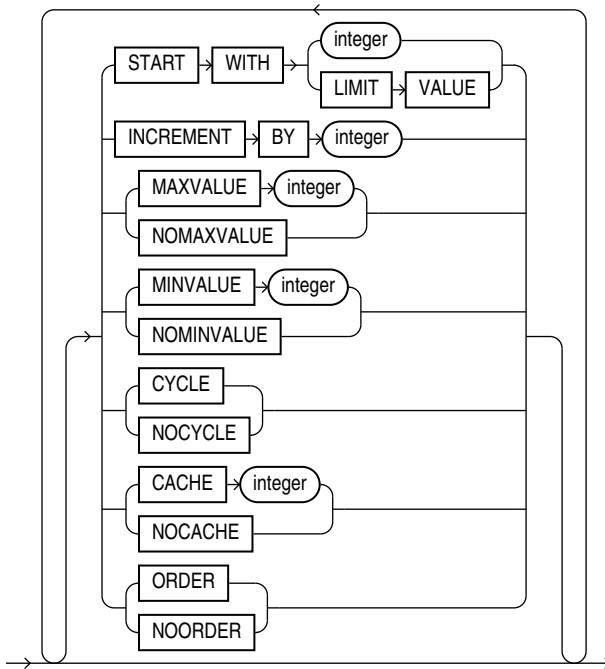 integer
START WITH
LIMIT VALUE
INCREMENT BY integer
MAXVALUE integer
NOMAXVALUE
MINVALUE integer
NOMINVALUE
CYCLE
NOCYCLE
CACHE integer
NOCACHE
ORDER
NOORDER